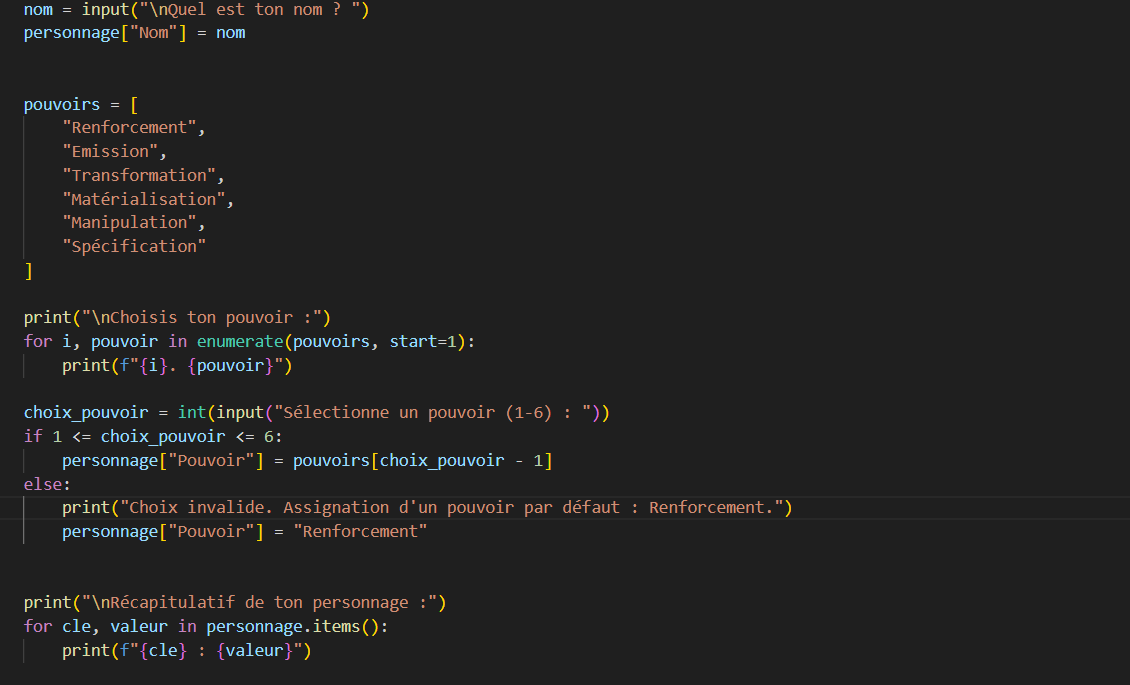 nom = input("\nQuel est ton nom ? ")
personnage["Nom"] = nom
pouvoirs = [
    "Renforcement",
    "Emission",
    "Transformation",
    "Matérialisation",
    "Manipulation",
    "Spécification"
]
print("\nChoisis ton pouvoir :")
for i, pouvoir in enumerate(pouvoirs, start=1):
    print(f"{i}. {pouvoir}")
choix_pouvoir = int(input("Sélectionne un pouvoir (1-6) : "))
if 1 <= choix_pouvoir <= 6:
    personnage["Pouvoir"] = pouvoirs[choix_pouvoir - 1]
else:
    print("Choix invalide. Assignation d'un pouvoir par défaut : Renforcement.")
    personnage["Pouvoir"] = "Renforcement"
print("\nRécapitulatif de ton personnage :")
for cle, valeur in personnage.items():
    print(f"{cle} : {valeur}")